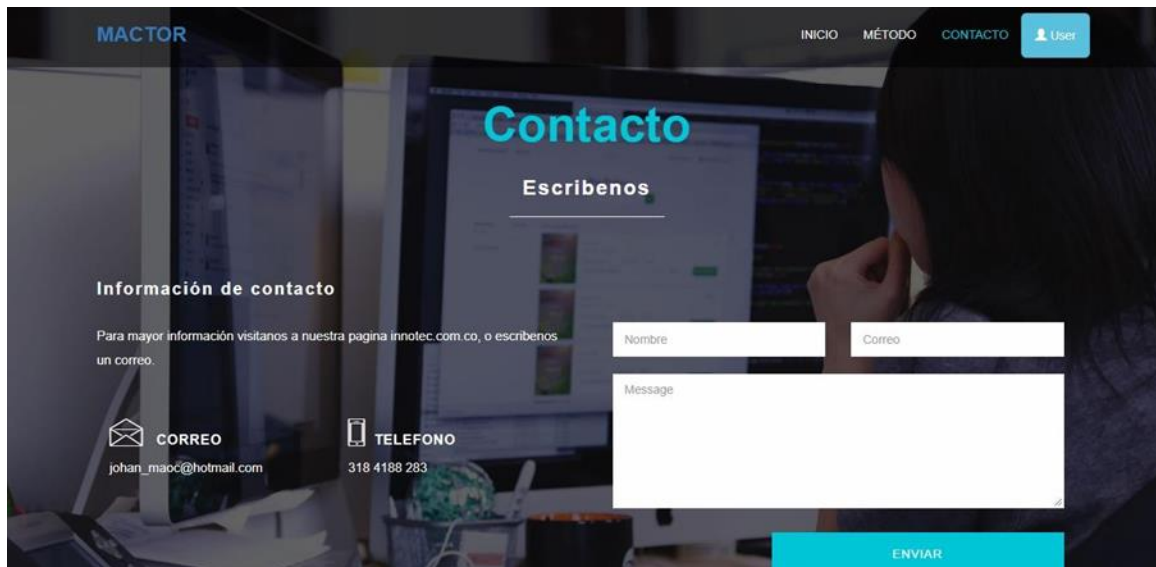 MACTOR
INICIO MÉTODO CONTACTO User
Contacto
Escribenos
Información de contacto
Para mayor información visitanos a nuestra pagina innotec.com.co, o escribenos
un correo.
CORREO
johan_maoc@hotmail.com
TELEFONO
318 4188 283
Nombre
Correo
Message
ENVIAR